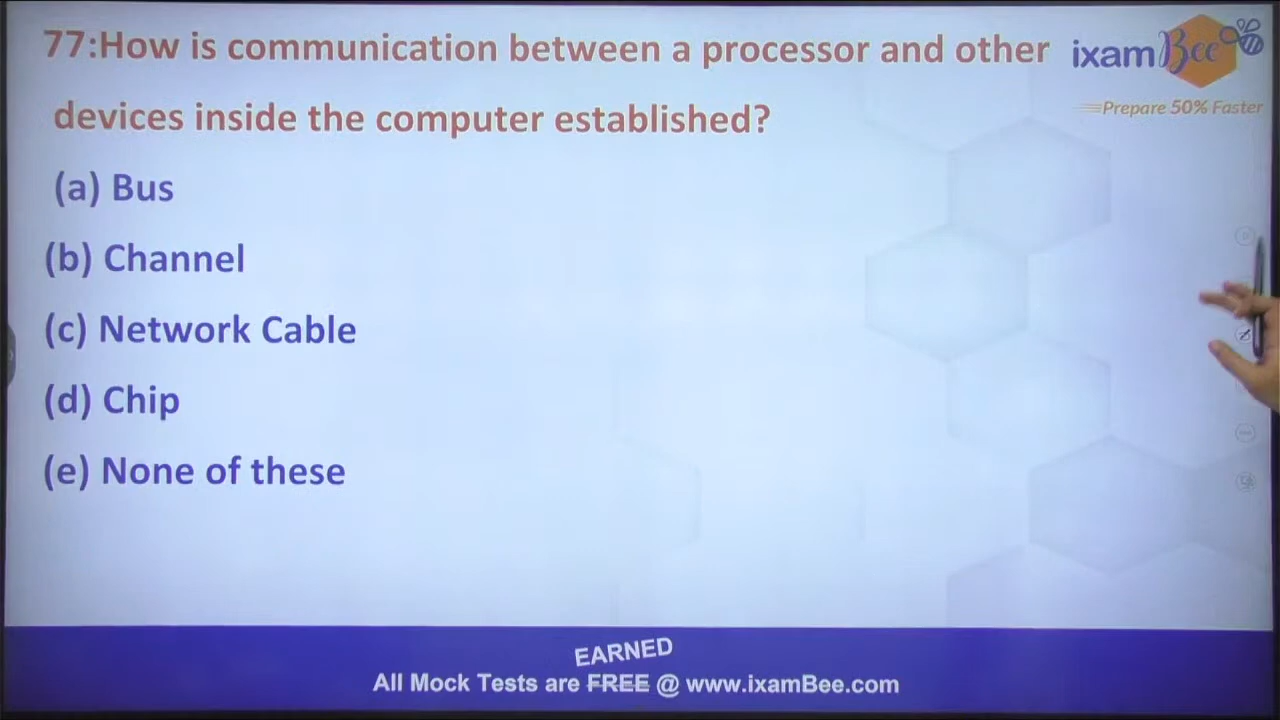 77:How is communication between a processor and other
devices inside the computer established?
ixamBee
Prepare 50% Faster
(a) Bus
(b) Channel
(c) Network Cable
(d) Chip
(e) None of these
EARNED
All Mock Tests are FREE @ www.ixamBee.com